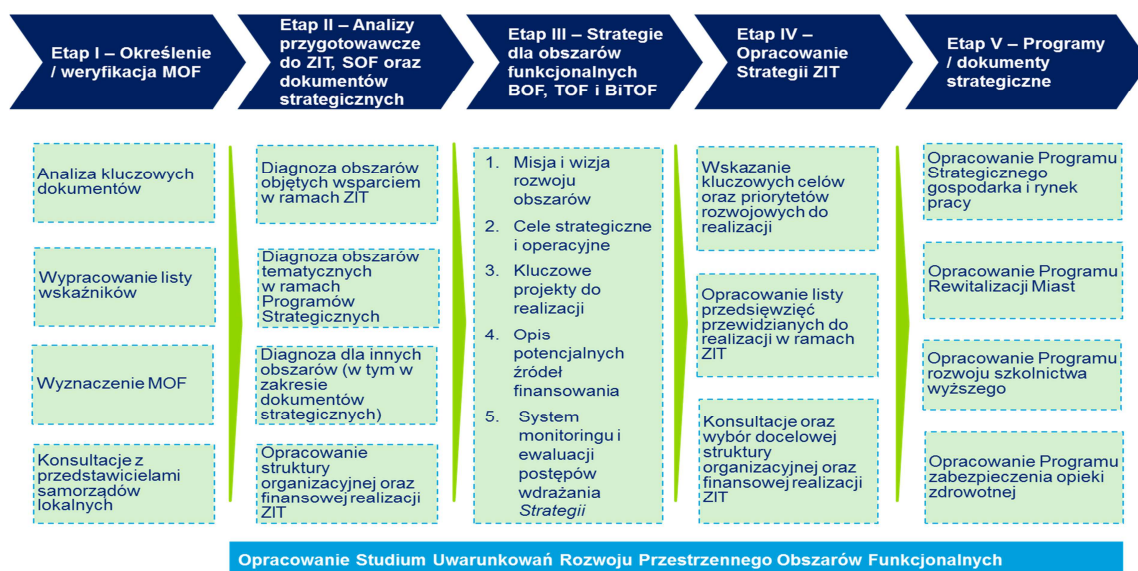 Etap I – Określenie
/ weryfikacja MOF
Etap II – Analizy
przygotowawcze
do ZIT, SOF oraz
dokumentów
strategicznych
Etap III – Strategie
dla obszarów
funkcjonalnych
BOF, TOF i BiTOF
Etap IV –
Opracowanie
Strategii ZIT
Etap V – Programy
/ dokumenty
strategiczne
Analiza kluczowych
dokumentów
Wypracowanie listy
wskaźników
Wyznaczenie MOF
Konsultacje z
przedstawicielami
samorządów
lokalnych
Diagnoza obszarów
objętych wsparciem
w ramach ZIT
Diagnoza obszarów
tematycznych
w ramach
Programów
Strategicznych
Diagnoza dla innych
obszarów (w tym w
zakresie
dokumentów
strategicznych)
Opracowanie
struktury
organizacyjnej oraz
finansowej realizacji
ZIT
1. Misja i wizja
rozwoju
obszarów
2. Cele strategiczne
i operacyjne
3. Kluczowe
projekty do
realizacji
4. Opis
potencjalnych
źródeł
finansowania
5. System
monitoringu i
ewaluacji
postępów
wdrażania
Strategii
Wskazanie
kluczowych celów
oraz priorytetów
rozwojowych do
realizacji
Opracowanie listy
przedsięwzięć
przewidzianych do
realizacji w ramach
ZIT
Konsultacje oraz
wybór docelowej
struktury
organizacyjnej oraz
finansowej realizacji
ZIT
Opracowanie Programu
Strategicznego
gospodarka i rynek
pracy
Opracowanie Programu
Rewitalizacji Miast
Opracowanie Programu
rozwoju szkolnictwa
wyższego
Opracowanie Programu
zabezpieczenia opieki
zdrowotnej
Opracowanie Studium Uwarunkowań Rozwoju Przestrzennego Obszarów Funkcjonalnych